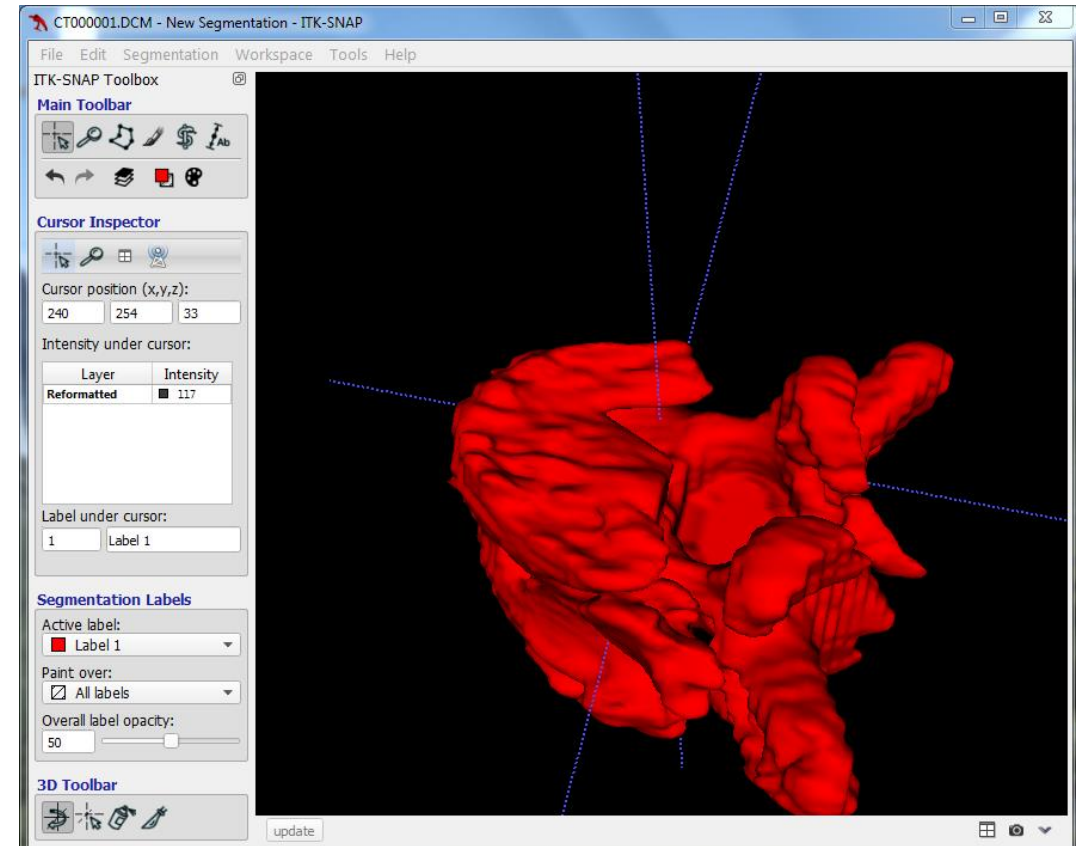 CT000001.DCM - New Segmentation - ITK-SNAP
File Edit Segmentation Workspace Tools Help
ITK-SNAP Toolbox
Main Toolbar
Ab
Cursor Inspector
Cursor position (x,y,z):
240 254 33
Intensity under cursor:
Layer Intensity
Reformatted 117
Label under cursor:
1 Label 1
Segmentation Labels
Active label:
Label 1
Paint over:
All labels
Overall label opacity:
50
3D Toolbar
update